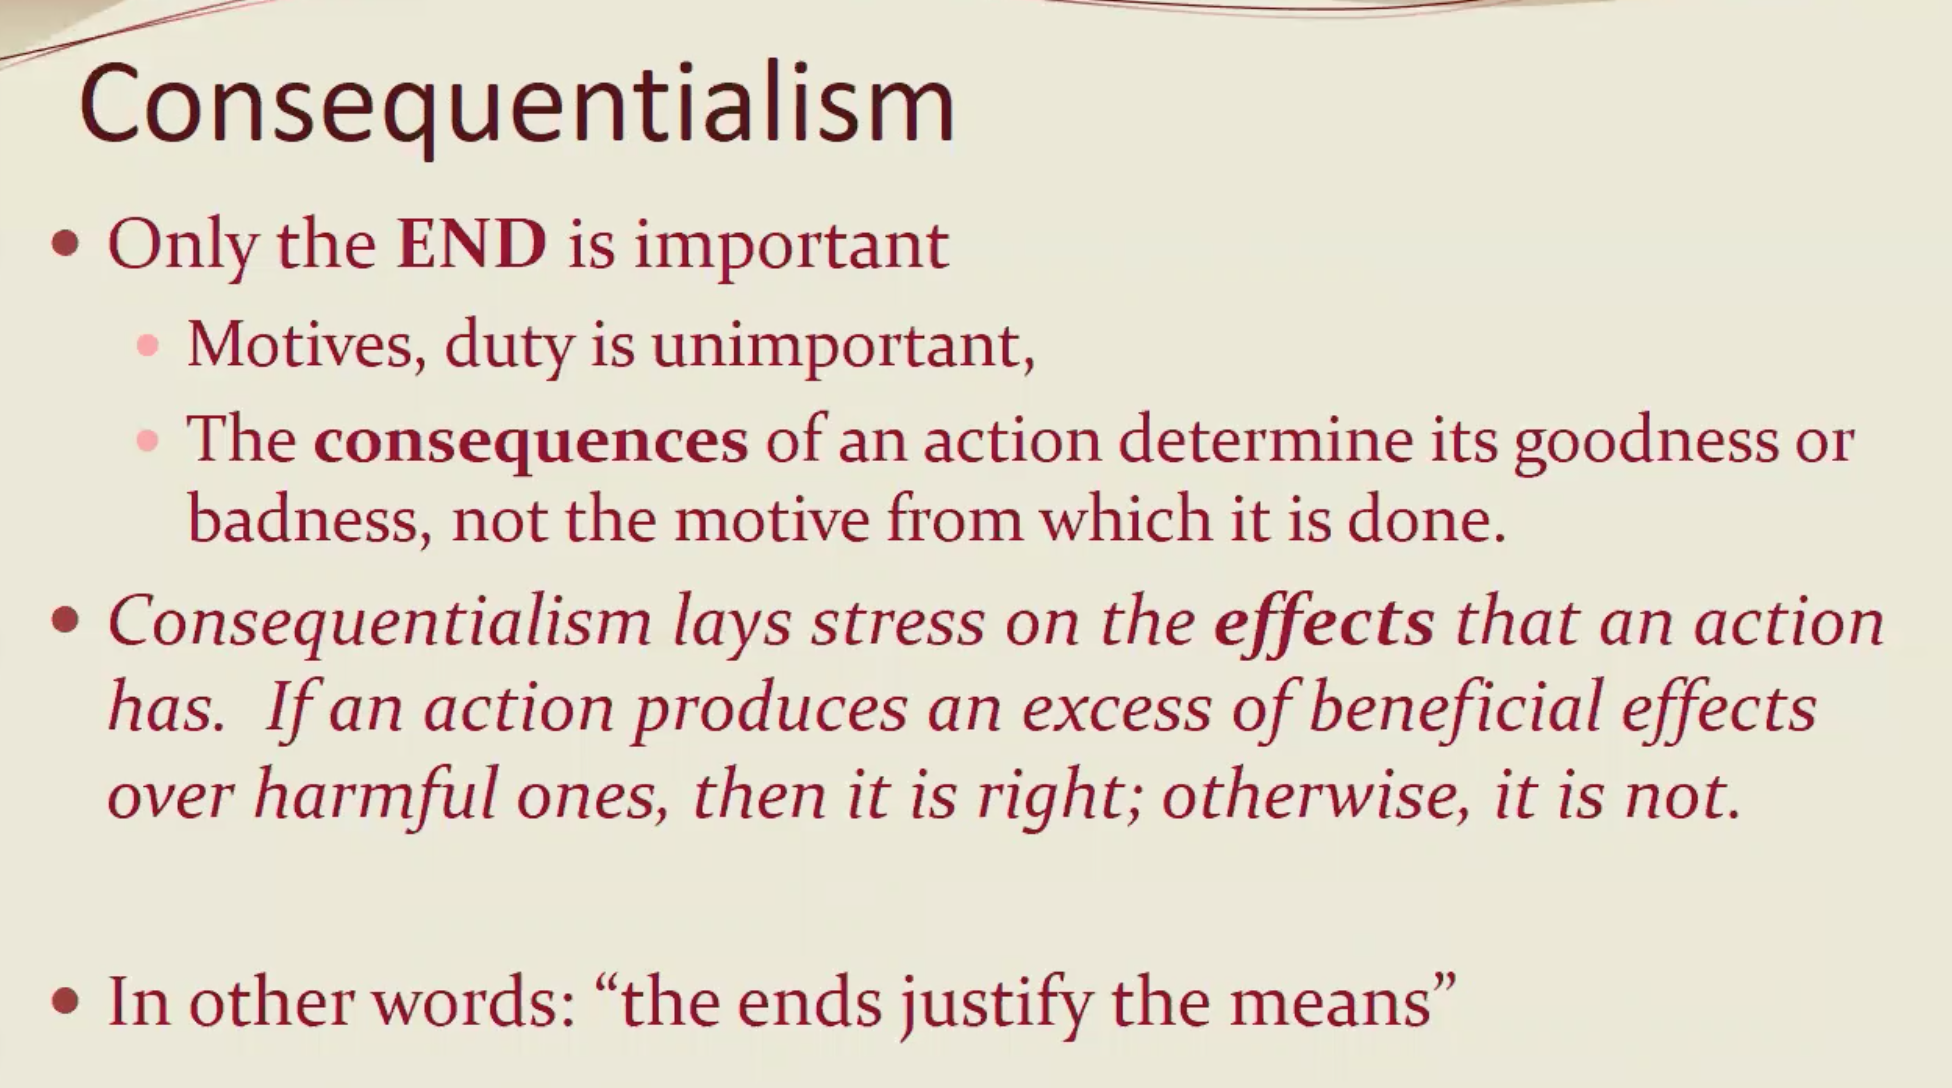 Consequentialism
• Only the END is important
• Motives, duty is unimportant,
• The consequences of an action determine its goodness or
badness, not the motive from which it is done.
• Consequentialism lays stress on the effects that an action
has.  If an action produces an excess of beneficial effects
over harmful ones, then it is right; otherwise, it is not.
• In other words: “the ends justify the means”